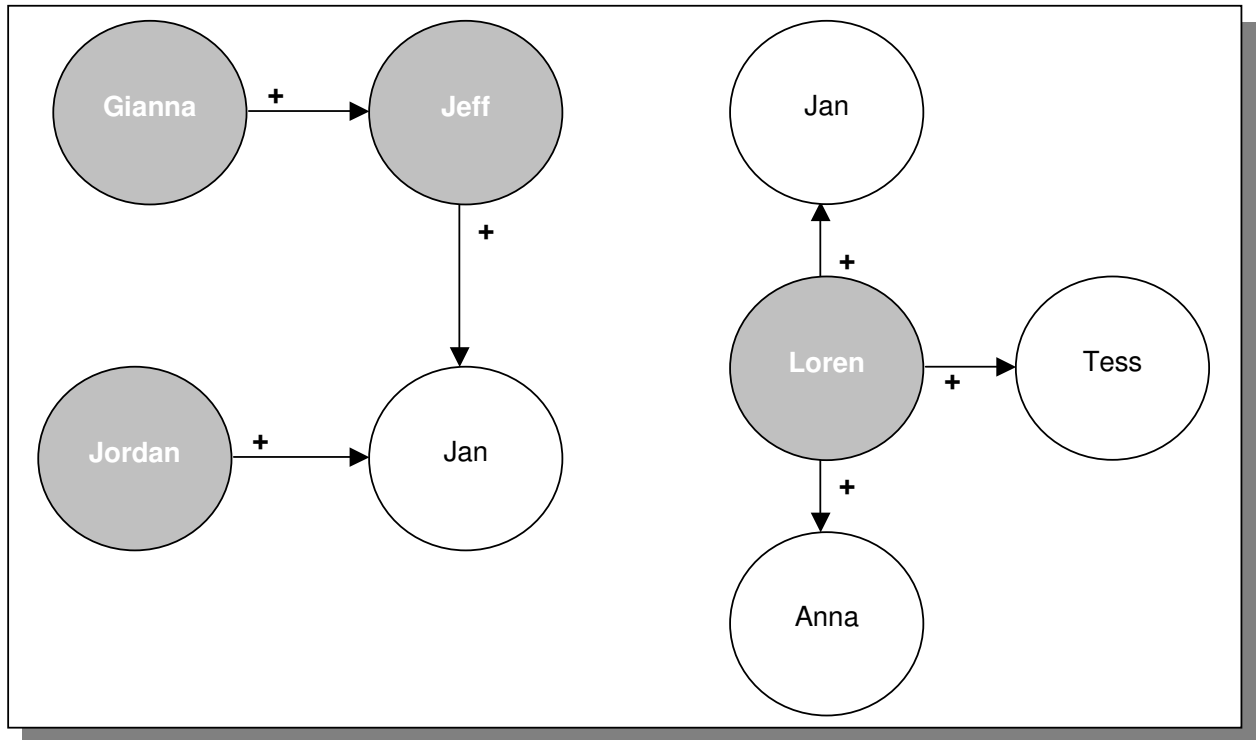 Gianna
+
Jeff
+
Jordan
+
Jan
Jan
+
Loren
+
Tess
+
Anna